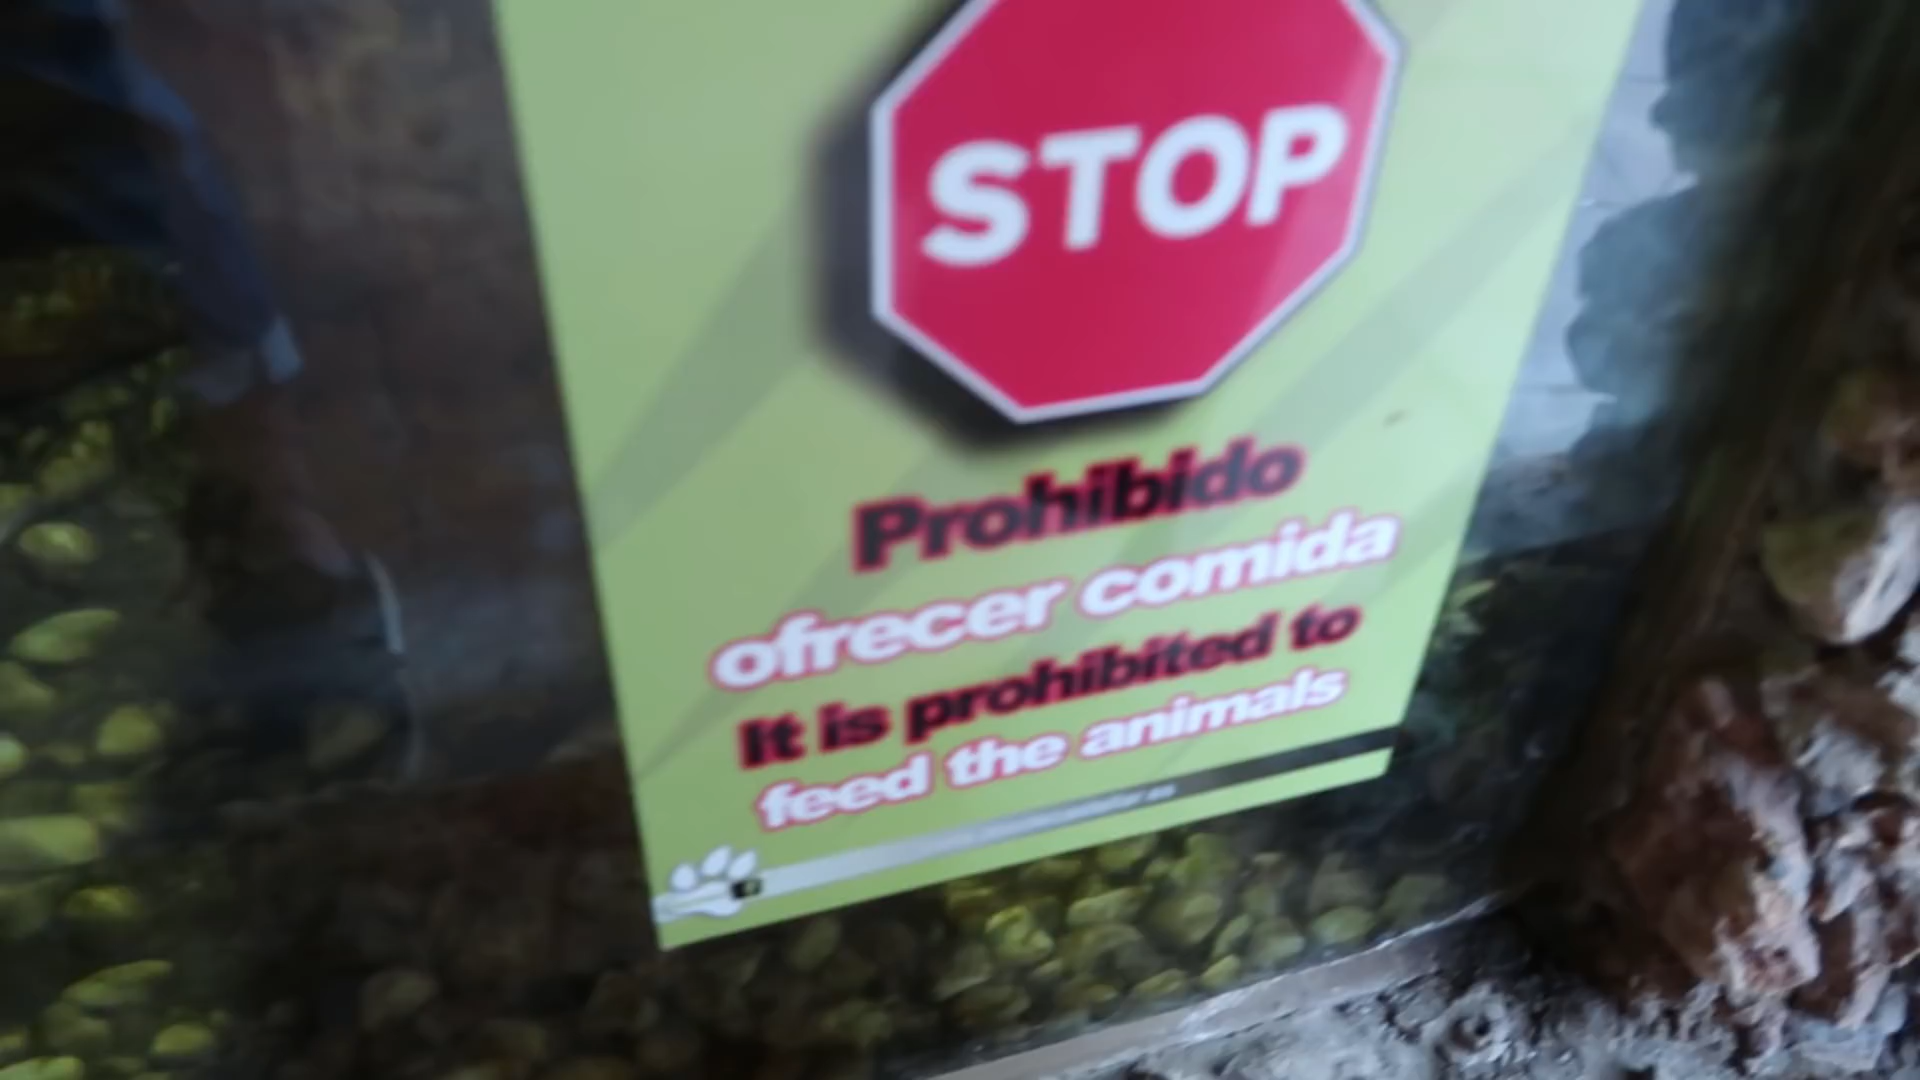 STOP
Prohibido
ofrecer comida
It is prohibited to
feed the animals